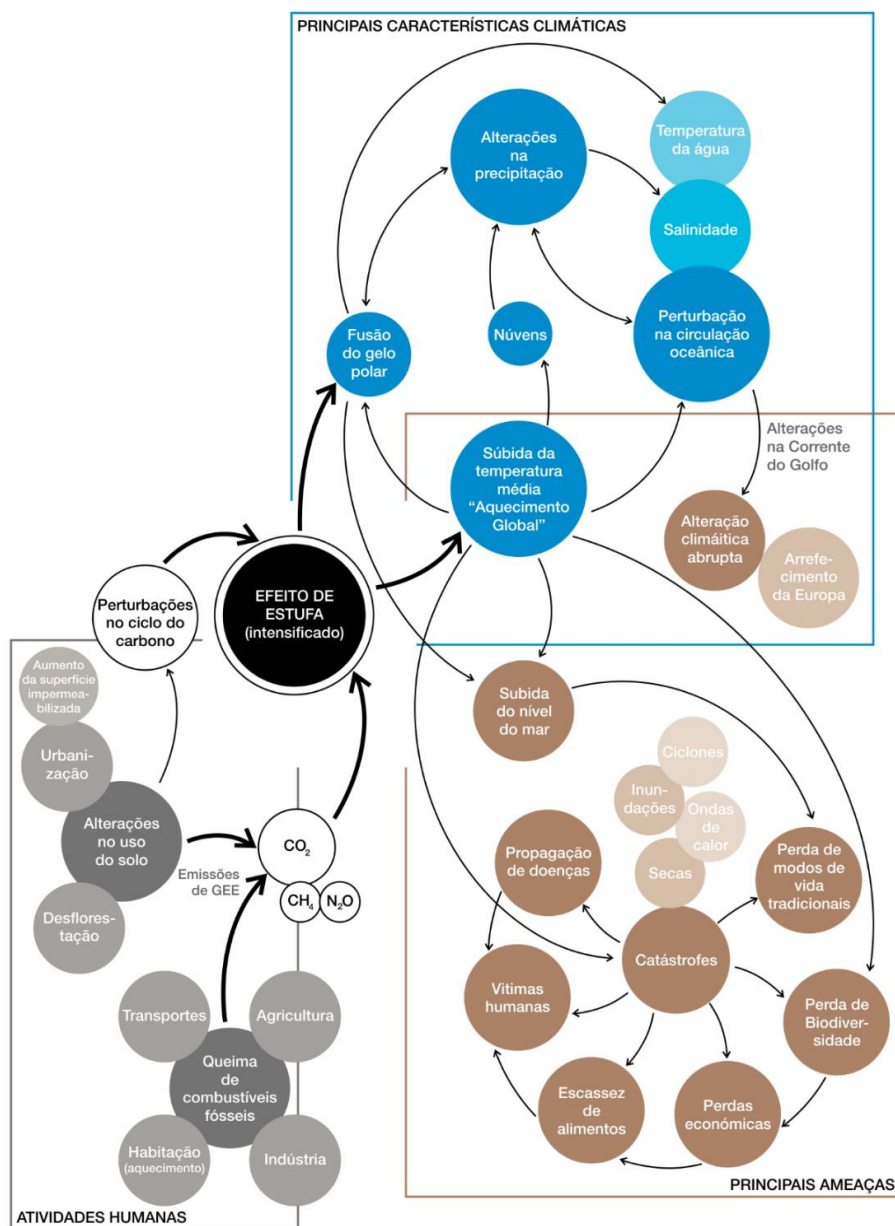 PRINCIPAIS CARACTERÍSTICAS CLIMÁTICAS
Temperatura
da água
Alterações
na
precipitação
Salinidade
Fusão
do gelo
polar
Núvens
Perturbação
na circulação
oceânica
Alterações
na Corrente
do Golfo
Súbida da
temperatura
média
“Aquecimento
Global”
Alteração
climáitica
abrupta
Arrefe-
cimento
da Europa
EFEITO DE
ESTUFA
(intensificado)
Perturbações
no ciclo do
carbono
Aumento
da superfície
impermea-
bilizada
Urbani-
zação
Alterações
no uso
do solo
Desflores-
tação
Emissões
de GEE
CO2
CH4
N2O
Transportes
Agricultura
Queima
de
combustíveis
fósseis
Habitação
(aquecimento)
Indústria
ATIVIDADES HUMANAS
Subida
do nível
do mar
Ciclones
Inun-
dações
Ondas
de
calor
Secas
Propagação
de doenças
Perda de
modos de
vida
tradicionais
Catástrofes
Vitimas
humanas
Perda de
Biodiver-
sidade
Escassez
de
alimentos
Perdas
económicas
PRINCIPAIS AMEAÇAS